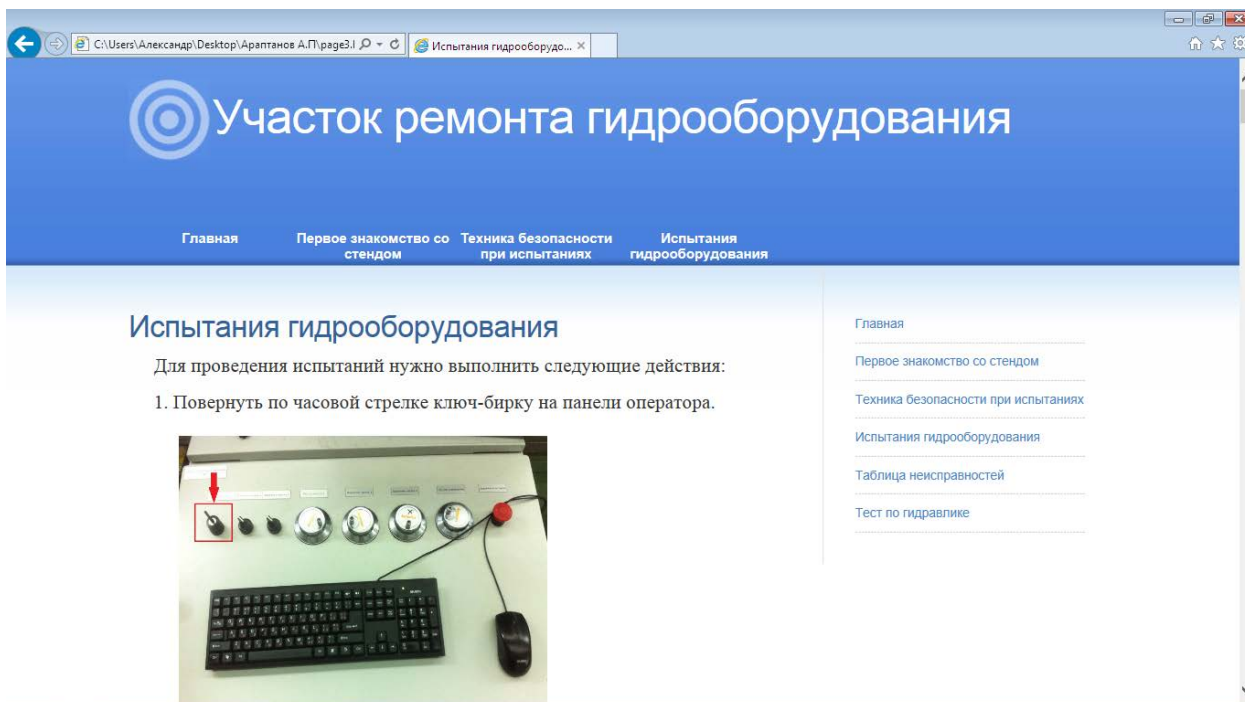 C:\Users\Александр\Desktop\Араптанов А.П\page3.l
Испытания гидрооборудо...
Участок ремонта гидрооборудования
Главная
Первое знакомство со
стендом
Техника безопасности
при испытаниях
Испытания
гидрооборудования
Испытания гидрооборудования
Для проведения испытаний нужно выполнить следующие действия:
1. Повернуть по часовой стрелке ключ-бирку на панели оператора.
Главная
Первое знакомство со стендом
Техника безопасности при испытаниях
Испытания гидрооборудования
Таблица неисправностей
Тест по гидравлике